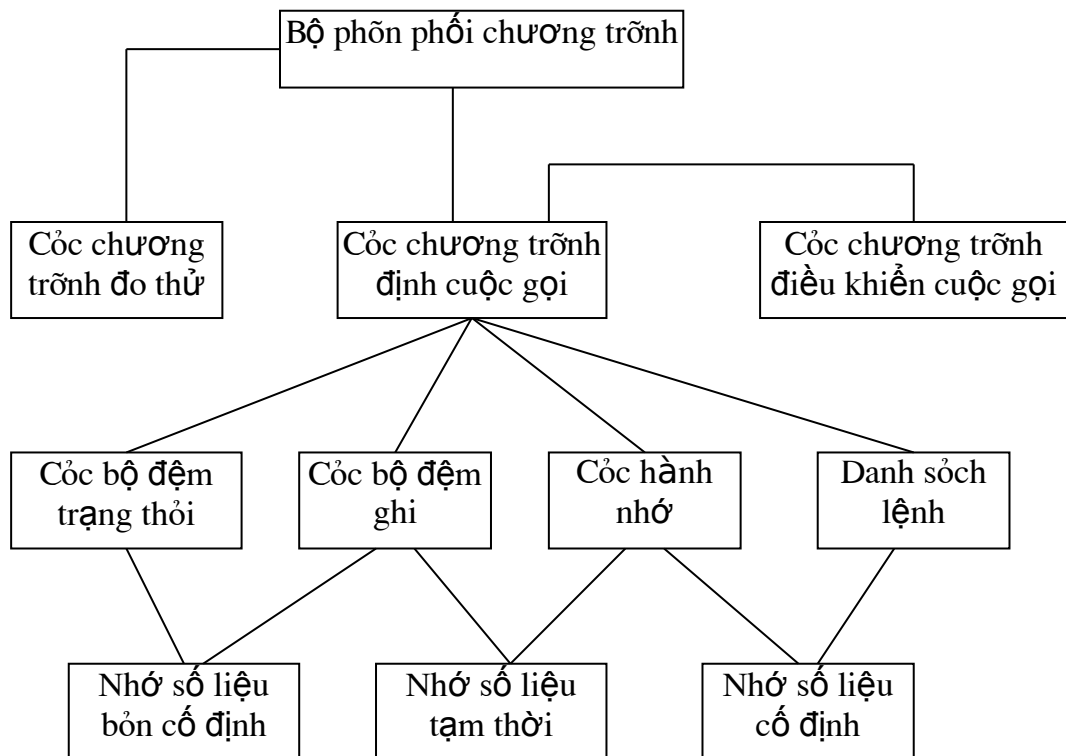 Bộ phõn phối chương trỡnh
Cỏc chương
trỡnh đo thử
Cỏc chương trỡnh
định cuộc gọi
Cỏc chương trỡnh
điều khiển cuộc gọi
Cỏc bộ đệm
trạng thỏi
Cỏc bộ đệm
ghi
Cỏc hành
nhớ
Danh sỏch
lệnh
Nhớ số liệu
bỏn cố định
Nhớ số liệu
tạm thời
Nhớ số liệu
cố định